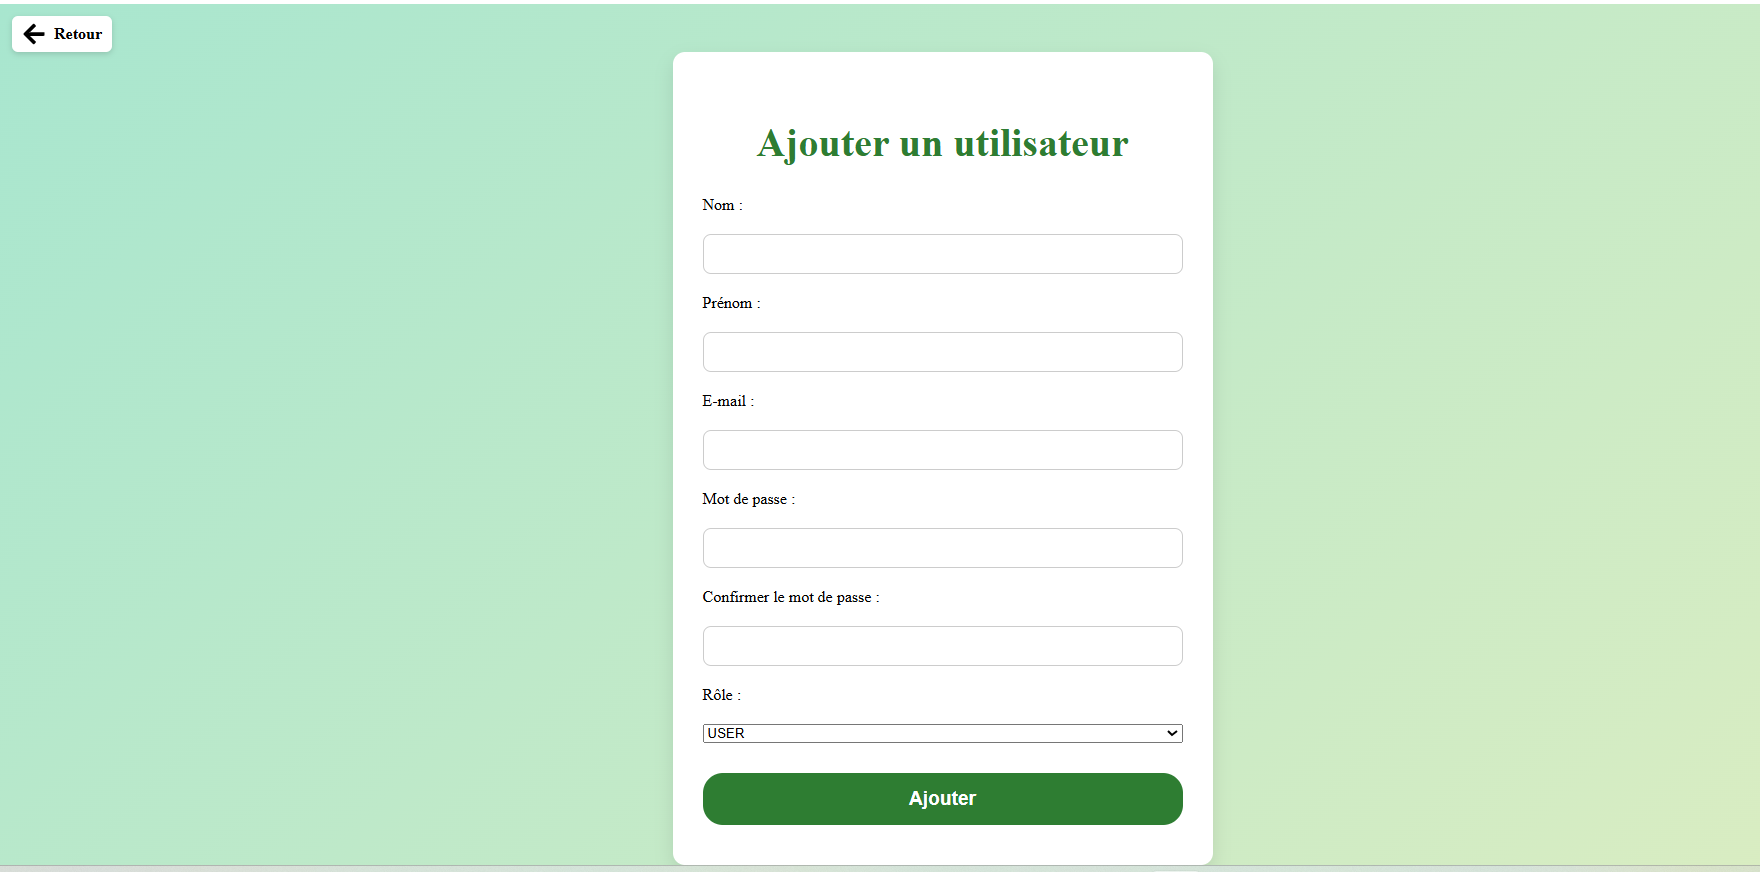 Retour
Ajouter un utilisateur
Nom :
Prénom :
E-mail :
Mot de passe :
Confirmer le mot de passe :
Rôle :
USER
Ajouter